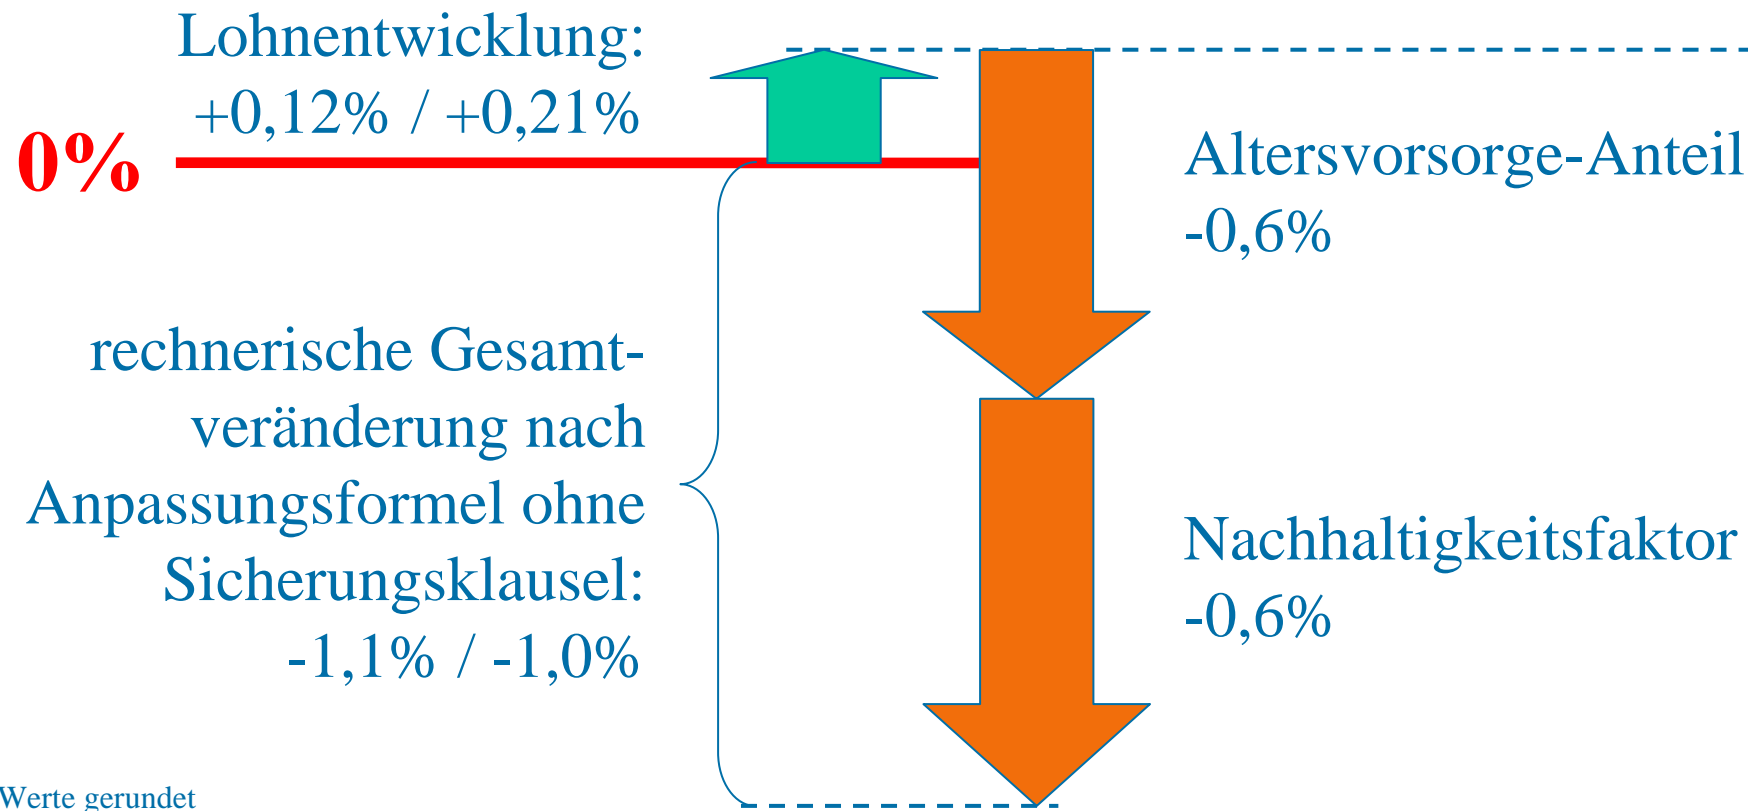 Lohnentwicklung:
+0,12% / +0,21%
0%
Altersvorsorge-Anteil
-0,6%
rechnerische Gesamt-
veränderung nach
Anpassungsformel ohne
Sicherungsklausel:
-1,1% / -1,0%
Nachhaltigkeitsfaktor
-0,6%
Werte gerundet